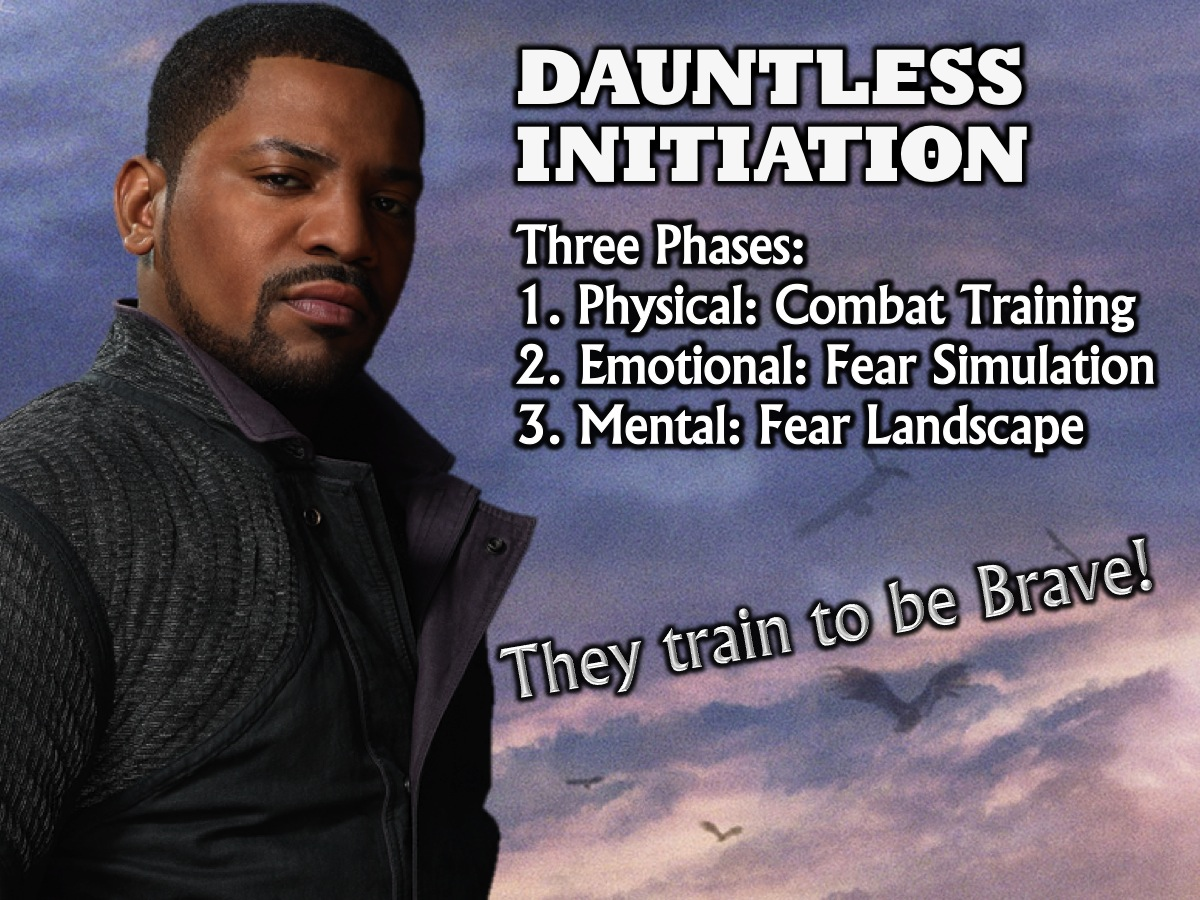 DAUNTLESS
INITIATION
Three Phases:
1. Physical: Combat Training
2. Emotional: Fear Simulation
3. Mental: Fear Landscape
They train to be Brave!